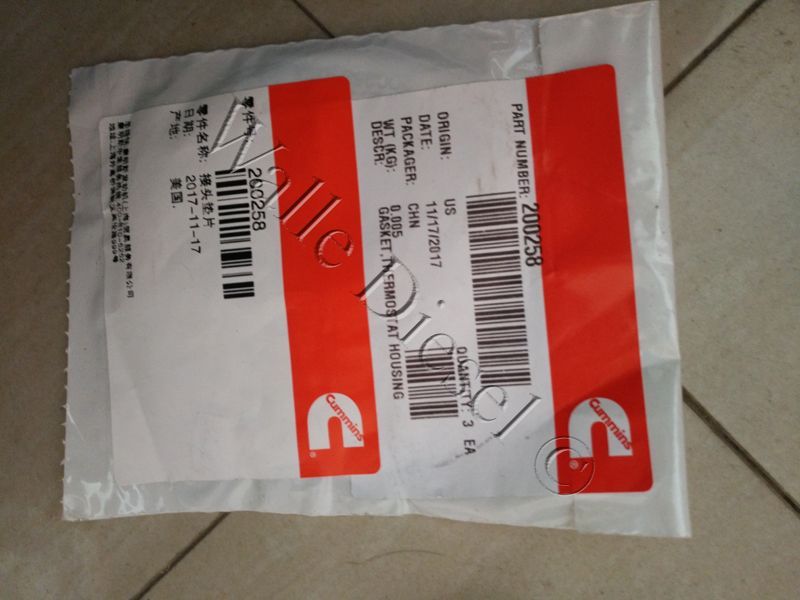 PART NUMBER: 200258
QUANTITY: 3 EA
ORIGIN: US
DATE: 11/17/2017
PACKAGER: CHN
WT (KG): 0.005
DESCR: GASKET,THERMOSTAT HOUSING
Cummins
®
零件号: 200258
零件名称: 接头垫片
日期: 2017-11-17
产地: 美国.
Cummins
®
Walle Diesel ©